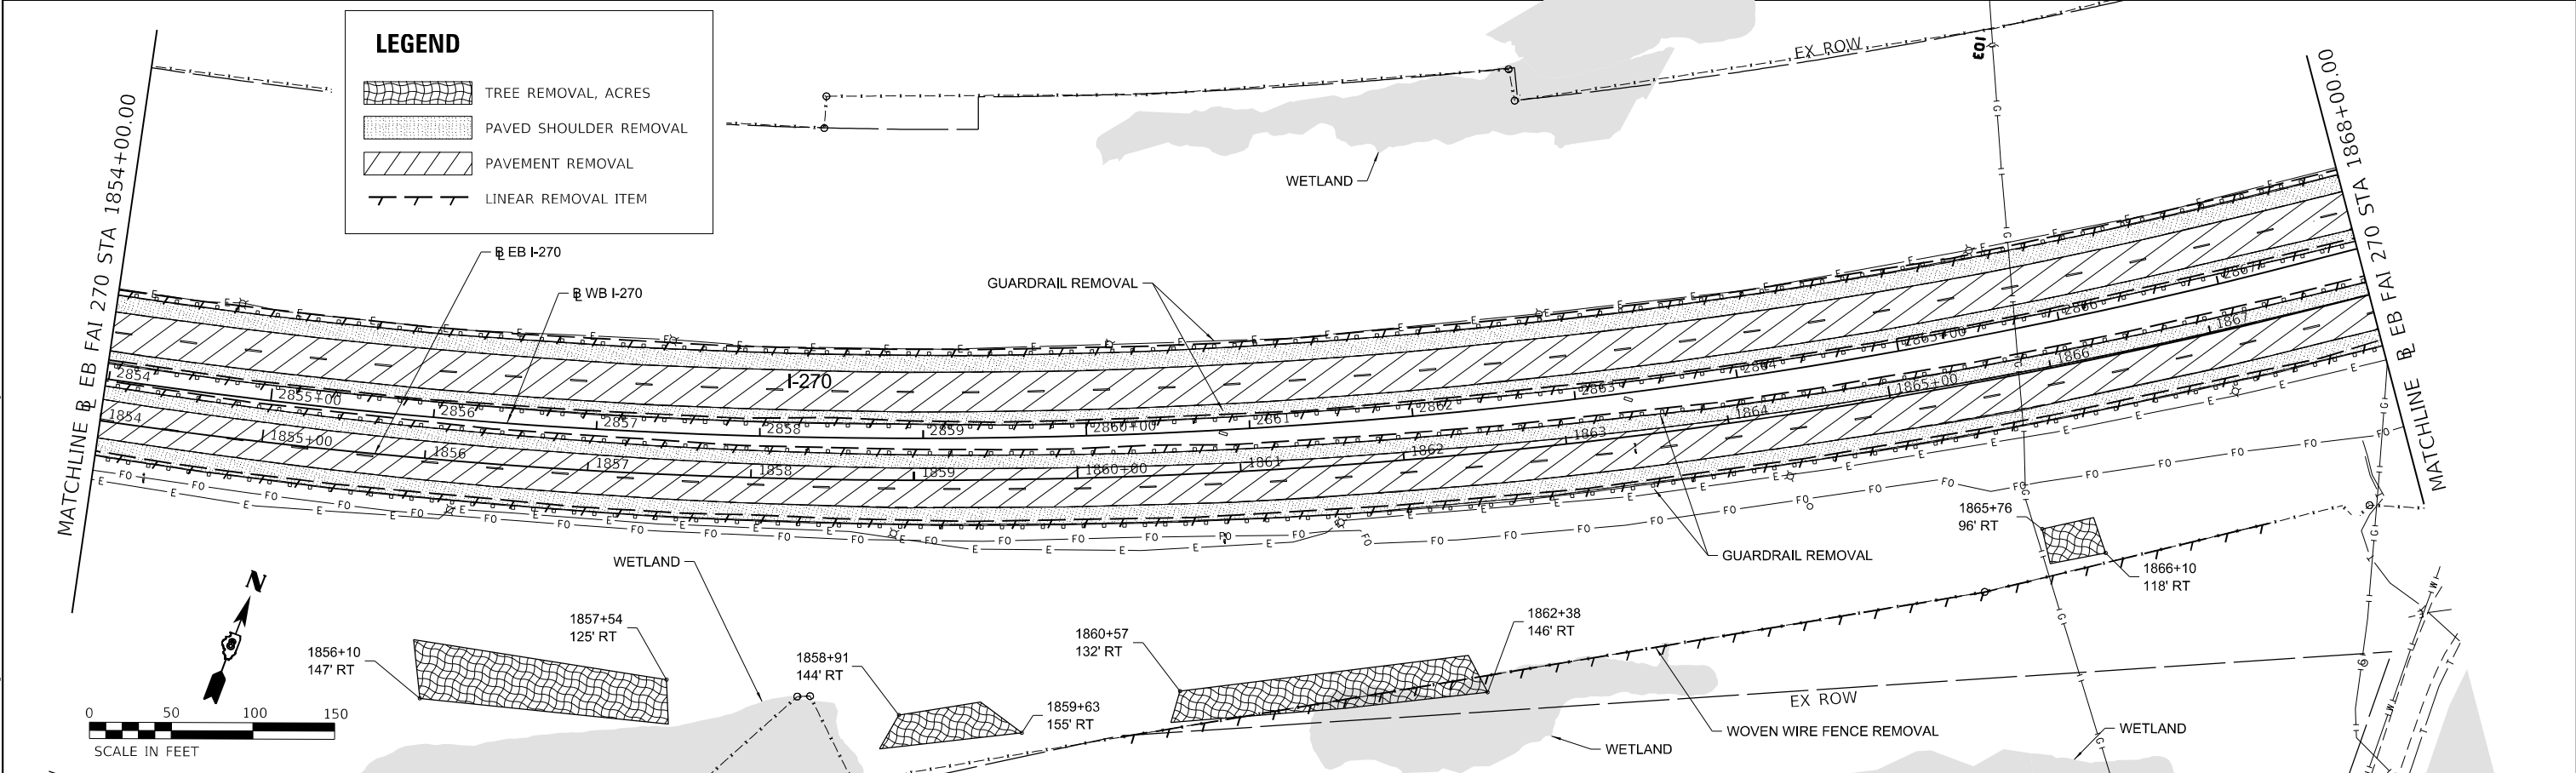 LEGEND
TREE REMOVAL, ACRES
PAVED SHOULDER REMOVAL
PAVEMENT REMOVAL
LINEAR REMOVAL ITEM
MATCHLINE BL EB FAI 270 STA 1854+00.00
EX ROW
103
WETLAND
BL EB I-270
BL WB I-270
GUARDRAIL REMOVAL
I-270
2854
2855+00
2856
2857
2858
2859
2860+00
2861
2862
2863
2864
2865+00
2866
2867
1854
1855+00
1856
1857
1858
1859
1860+00
1861
1862
1863
1864
1865+00
1866
1867
MATCHLINE BL EB FAI 270 STA 1868+00.00
1865+76
96' RT
GUARDRAIL REMOVAL
1866+10
118' RT
WETLAND
N
1857+54
125' RT
1856+10
147' RT
1858+91
144' RT
1859+63
155' RT
1860+57
132' RT
1862+38
146' RT
EX ROW
WOVEN WIRE FENCE REMOVAL
WETLAND
WETLAND
0 50 100 150
SCALE IN FEET